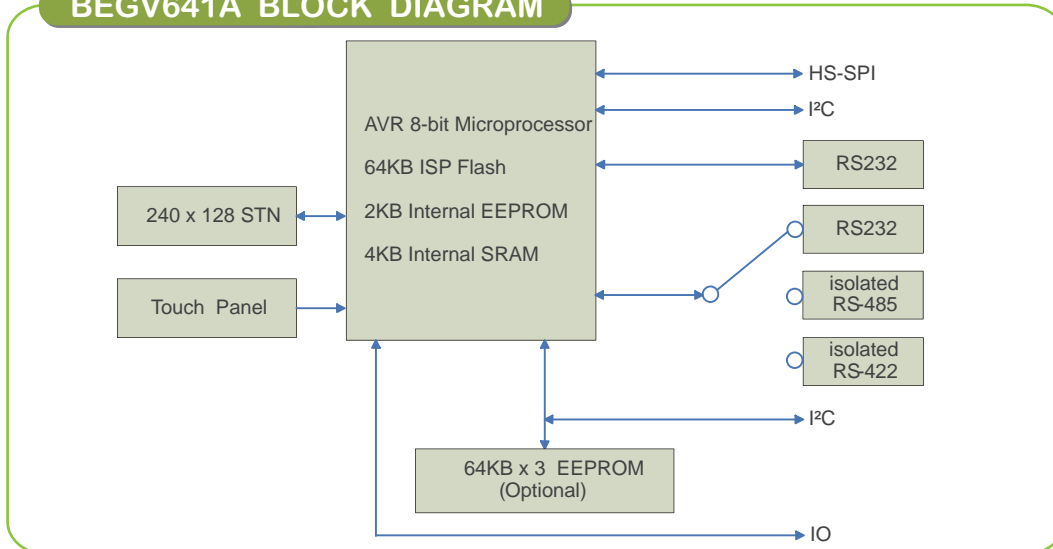 BEGV641A BLOCK DIAGRAM
HS-SPI
I²C
AVR 8-bit Microprocessor
64KB ISP Flash
2KB Internal EEPROM
4KB Internal SRAM
RS232
240 x 128 STN
RS232
Touch Panel
isolated
RS-485
isolated
RS-422
I²C
64KB x 3 EEPROM
(Optional)
IO